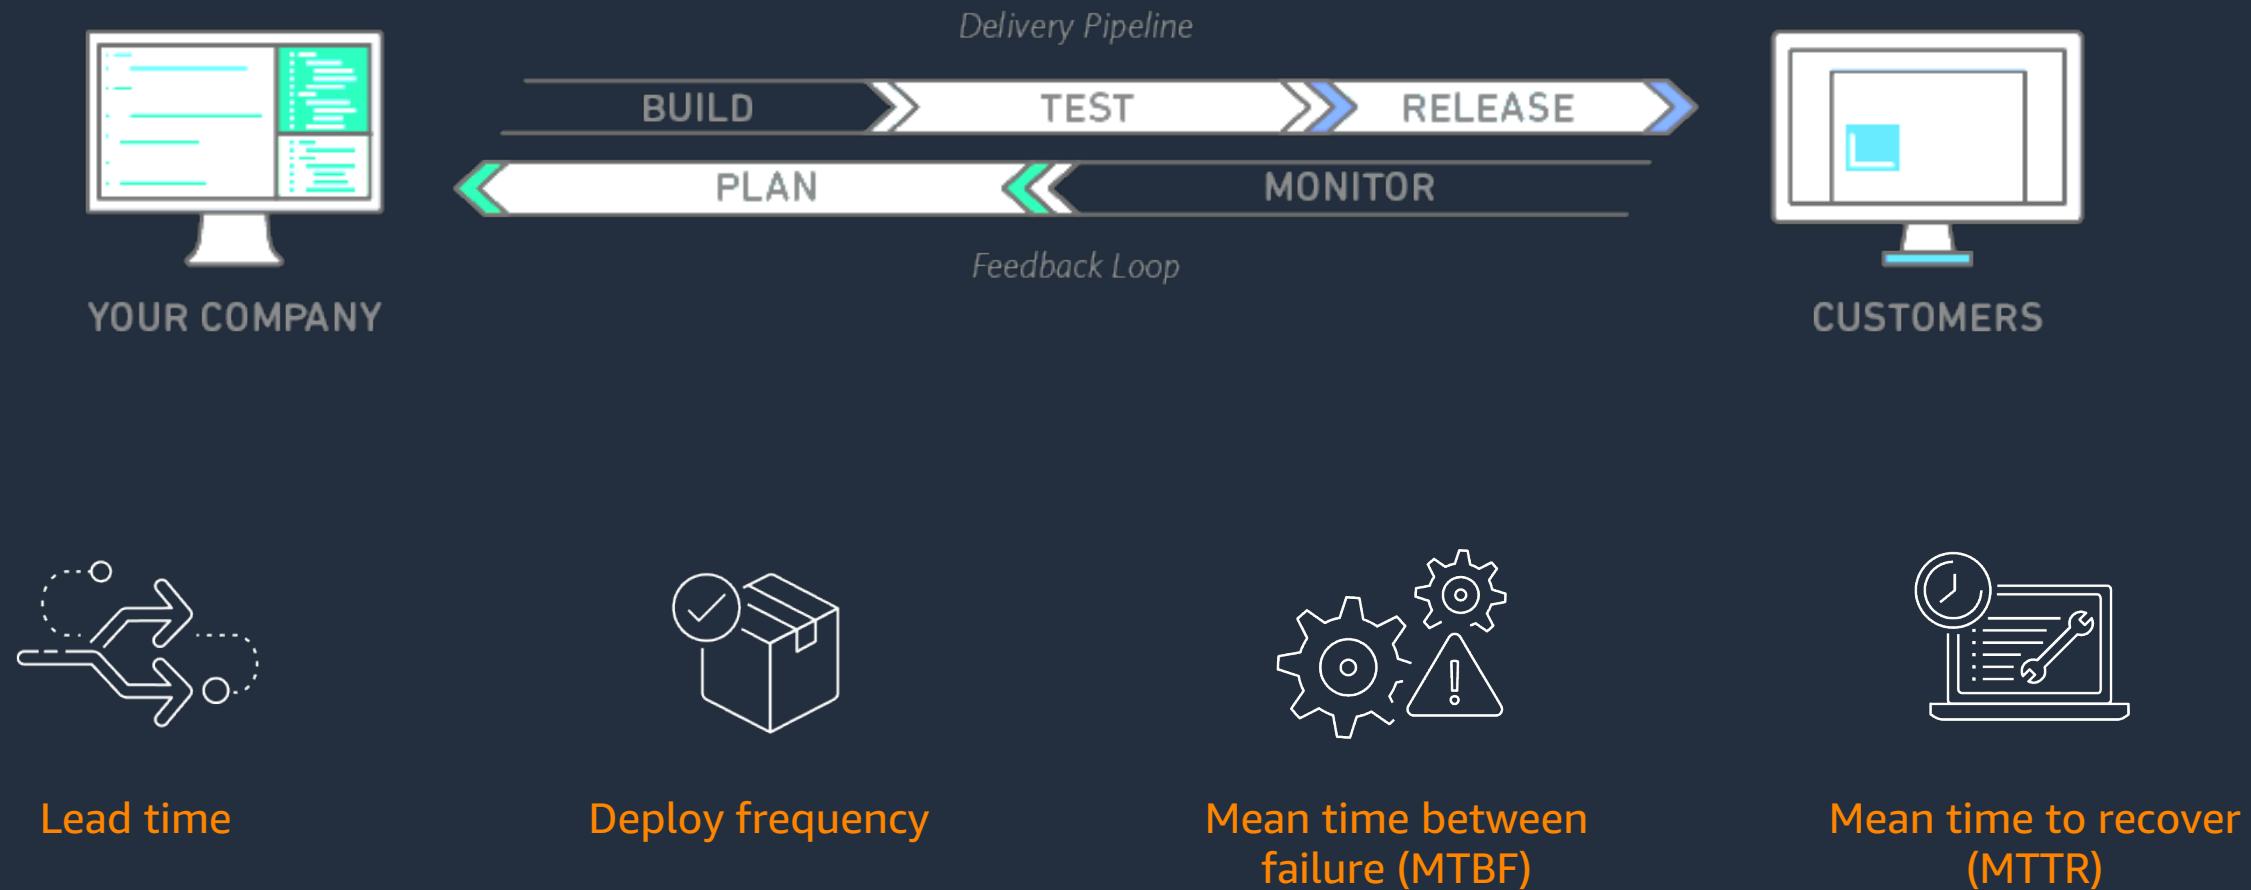 Delivery Pipeline
BUILD
TEST
RELEASE
PLAN
MONITOR
Feedback Loop
YOUR COMPANY
CUSTOMERS
Lead time
Deploy frequency
Mean time between
failure (MTBF)
Mean time to recover
(MTTR)